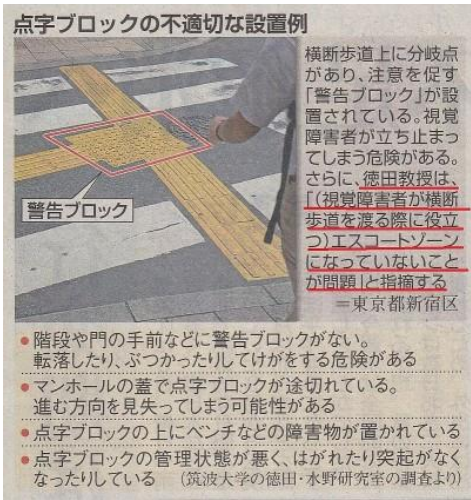 点字ブロックの不適切な設置例
横断歩道上に分岐点
があり、注意を促す
「警告ブロック」が設
置されている。視覚
障害者が立ち止まっ
てしまう危険がある。
さらに、徳田教授は、
「(視覚障害者が横断
歩道を渡る際に役立
つ)エスコートゾーン
になっていないこと
が問題」と指摘する
=東京都新宿区
警告ブロック
●階段や門の手前などに警告ブロックがない。
転落したり、ぶつかったりしてけがをする危険がある
●マンホールの蓋で点字ブロックが途切れている。
進む方向を見失ってしまう可能性がある
●点字ブロックの上にベンチなどの障害物が置かれている
●点字ブロックの管理状態が悪く、はがれたり突起がなく
なったりしている (筑波大学の徳田・水野研究室の調査より)